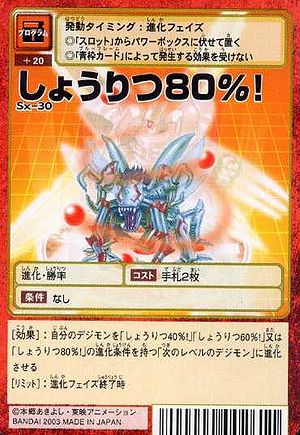 プログラム
+20
発動タイミング:進化フェイズ
◎「スロット」からパワーボックスに伏せて置く
◎「青枠カード」によって発生する効果を受けない
しょうりつ80%!
Sx-30
進化・勝率
コスト 手札2枚
条件 なし
[効果]:自分のデジモンを「しょうりつ40%!」「しょうりつ60%!」又は
「しょうりつ80%!」の進化条件を持つ「次のレベルのデジモン」に進化
させる
[リミット]:進化フェイズ終了時
©本郷あきよし・東映アニメーション
BANDAI 2003 MADE IN JAPAN